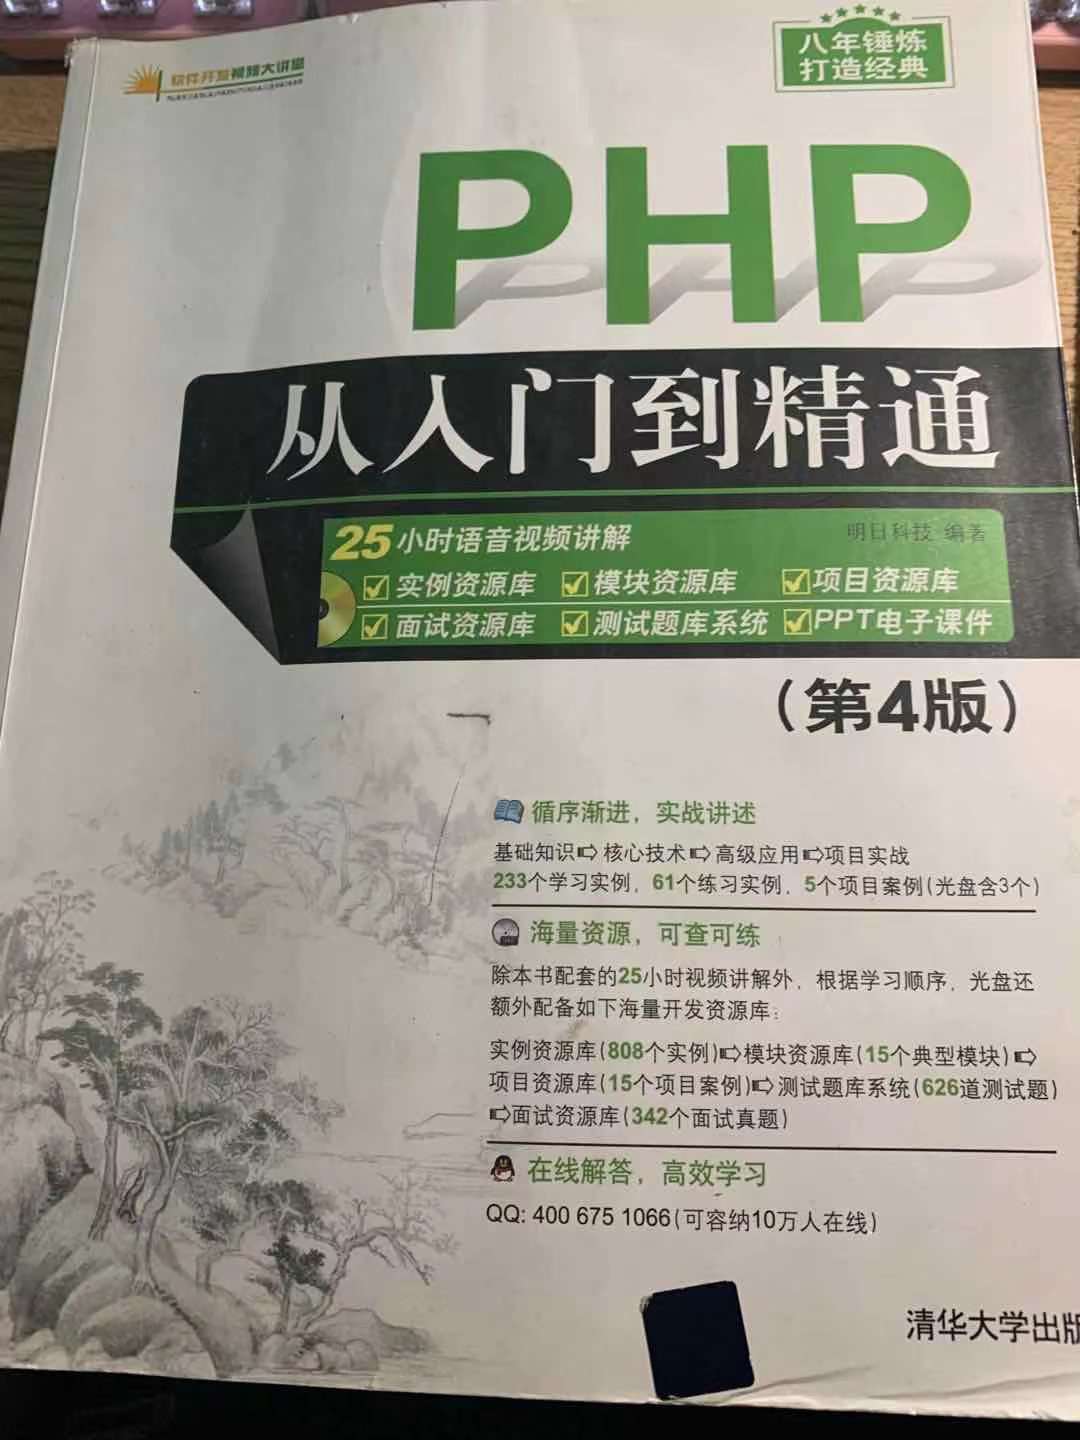 软件开发视频大讲堂
八年锤炼
打造经典
PHP
从入门到精通
25小时语音视频讲解
明日科技 编著
实例资源库 模块资源库 项目资源库
面试资源库 测试题库系统 PPT电子课件
（第4版）
循序渐进，实战讲述
基础知识➪核心技术➪高级应用➪项目实战
233个学习实例，61个练习实例，5个项目案例(光盘含3个)
海量资源，可查可练
除本书配套的25小时视频讲解外，根据学习顺序，光盘还
额外配备如下海量开发资源库：
实例资源库(808个实例)➪模块资源库(15个典型模块)➪
项目资源库(15个项目案例)➪测试题库系统(626道测试题)
➪面试资源库(342个面试真题)
在线解答，高效学习
QQ: 400 675 1066(可容纳10万人在线)
清华大学出版